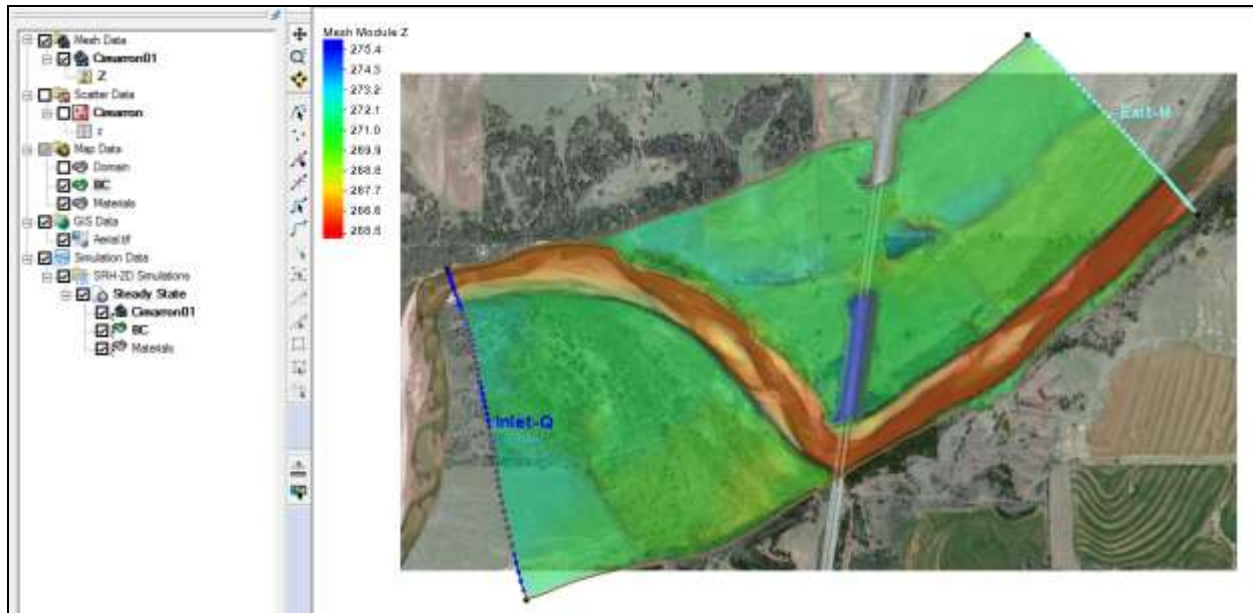 Mesh Data
Cimarron01
Z
Scatter Data
Cimarron
z
Map Data
Domain
BC
Materials
GIS Data
Aerial.tif
Simulation Data
SRH-2D Simulations
Steady State
Cimarron01
BC
Materials
Mesh Module Z
275.4
274.3
273.2
272.1
271.0
269.9
268.8
267.7
266.6
265.5
Exit-H
Inlet-Q